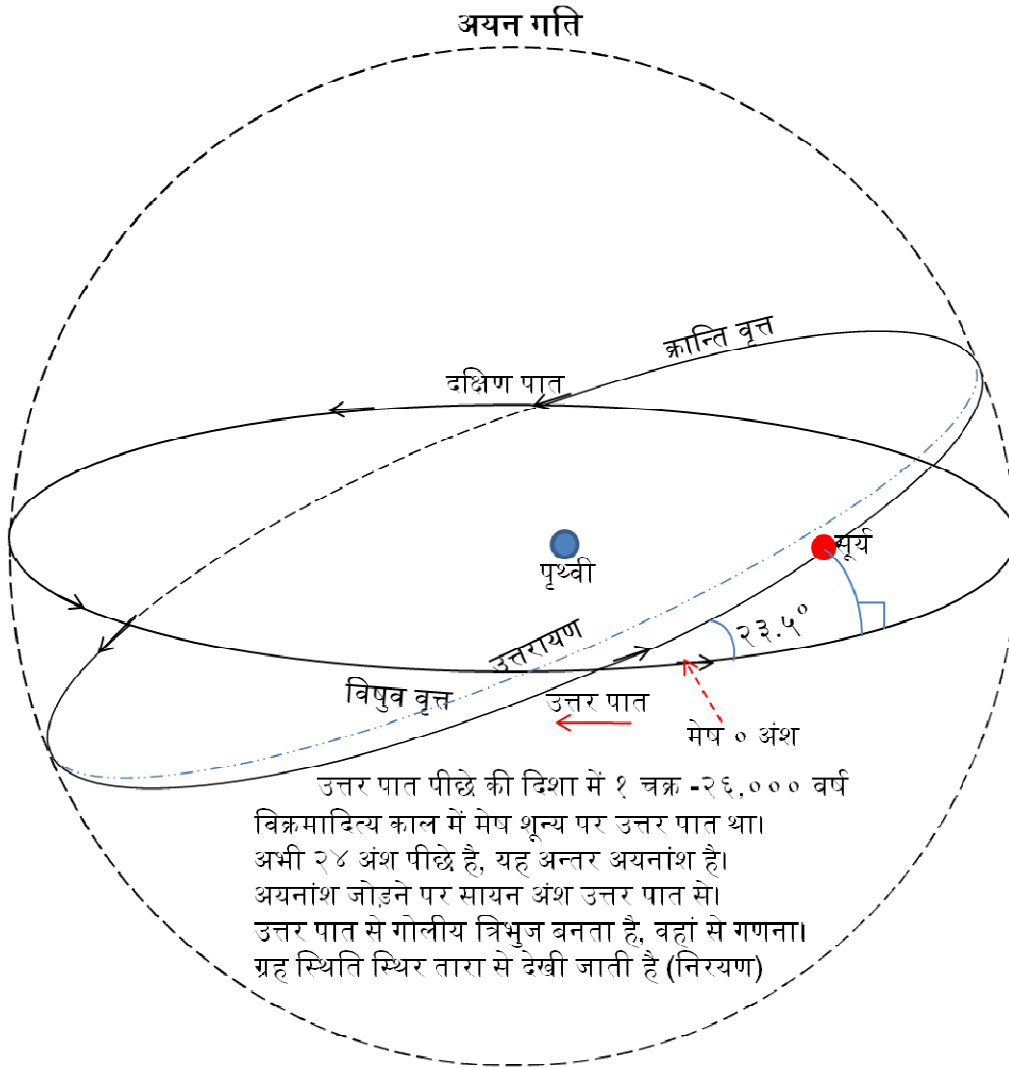 अयन गति
क्रान्ति वृत्त
दक्षिण पात
सूर्य
पृथ्वी
२३.५°
उत्तरायण
विषुव वृत्त
उत्तर पात
मेष ० अंश
उत्तर पात पीछे की दिशा में १ चक्र -२६,००० वर्ष
विक्रमादित्य काल में मेष शून्य पर उत्तर पात था।
अभी २४ अंश पीछे है, यह अन्तर अयनांश है।
अयनांश जोड़ने पर सायन अंश उत्तर पात से।
उत्तर पात से गोलीय त्रिभुज बनता है, वहां से गणना।
ग्रह स्थिति स्थिर तारा से देखी जाती है (निरयण)